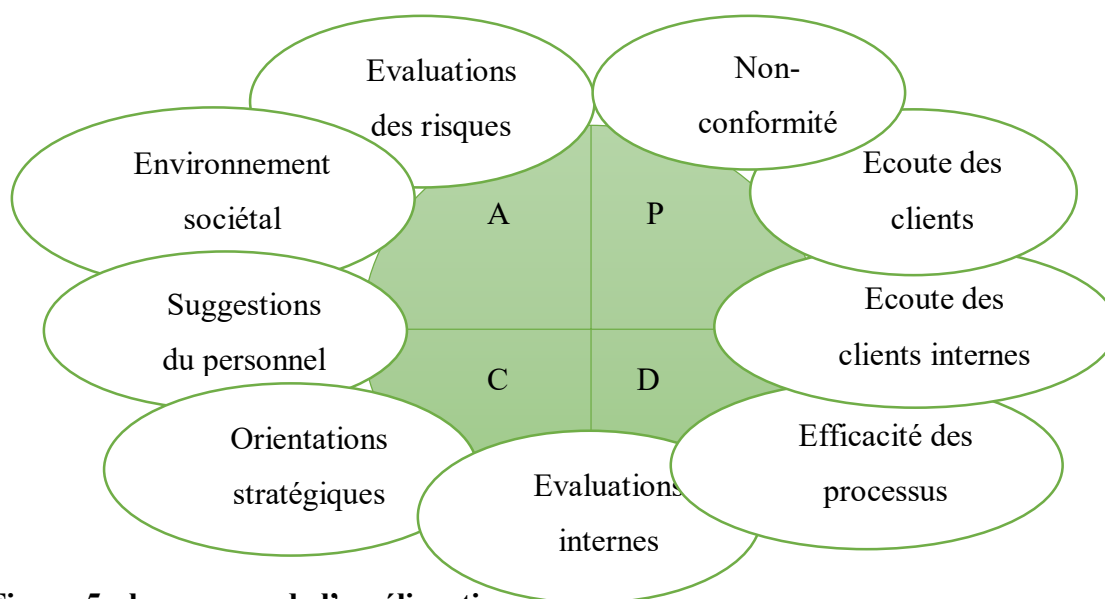 Evaluations
des risques
Non-
conformité
Environnement
sociétal
Ecoute des
clients
A
P
Suggestions
du personnel
Ecoute des
clients internes
C
D
Orientations
stratégiques
Efficacité des
processus
Evaluations
internes